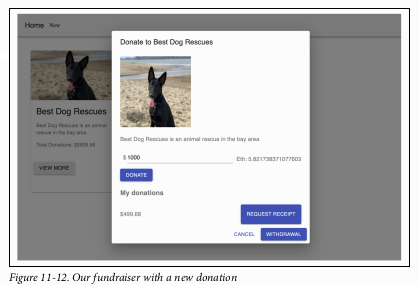 Home New
Donate to Best Dog Rescues
Best Dog Rescues
Best Dog Rescues is an animal
rescue in the bay area
Total Donations: $2609.56
VIEW MORE
Best Dog Rescues is an animal rescue in the bay area
$ 1000
Eth: 5.821738371077603
DONATE
My donations
$499.68
REQUEST RECEIPT
CANCEL WITHDRAWAL
Figure 11-12. Our fundraiser with a new donation